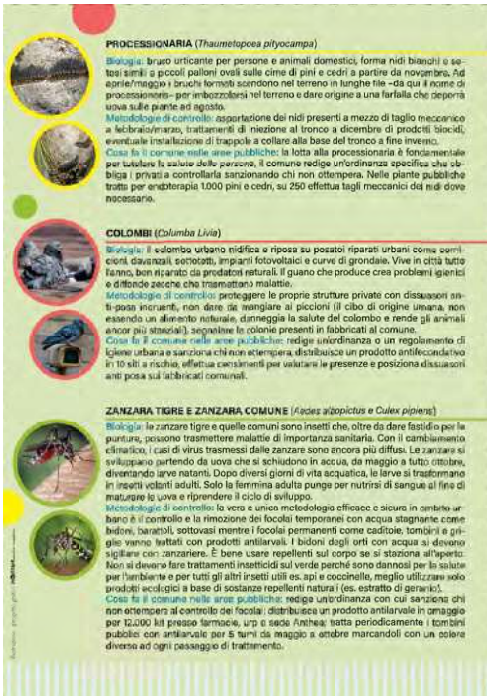 PROCESSIONARIA (Thaumetopoea pityocampa)
Biologia: bruco urticante per persone e animali domestici, forma nidi bianchi e se-
tosi simili a piccoli palloni ovali sulle cime di pini e cedri a partire da novembre. Ad
aprile/maggio i bruchi formati scendono nel terreno in lunghe file -da qui il nome di
processionaria- per imbozzolarsi nel terreno e dare origine a una farfalla che deporrà
uova sulle piante ad agosto.
Metodologie di controllo: asportazione dei nidi presenti a mezzo di taglio meccanico
a febbraio/marzo, trattamenti di iniezione al tronco a dicembre di prodotti biocidi,
eventuale installazione di trappole a collare alla base del tronco a fine inverno.
Cosa fa il comune nelle aree pubbliche: la lotta alla processionaria è fondamentale
per tutelare la salute delle persone, il comune redige un'ordinanza specifica che ob-
bliga i privati a controllarla sanzionando chi non ottempera. Nelle piante pubbliche
tratta per endoterapia 1.000 pini e cedri, su 250 effettua tagli meccanici dei nidi dove
necessario.
COLOMBI (Columba Livia)
Biologia: il colombo urbano nidifica e riposa su posatoi riparati urbani come corni-
cioni, davanzali, sottotetti, impianti fotovoltaici e curve di grondaie. Vive in città tutto
l'anno, ben riparato da predatori naturali. Il guano che produce crea problemi igienici
e diffonde zecche che trasmettono malattie.
Metodologie di controllo: proteggere le proprie strutture private con dissuasori an-
ti-posa incruenti, non dare da mangiare ai piccioni (il cibo di origine umana, non
essendo un alimento naturale, danneggia la salute del colombo e rende gli animali
ancor più stanziali), segnalare le colonie presenti in fabbricati al comune.
Cosa fa il comune nelle aree pubbliche: redige un'ordinanza o un regolamento di
igiene urbana e sanziona chi non ottempera, distribuisce un prodotto antifecondativo
in 10 siti a rischio, effettua censimenti per valutare le presenze e posiziona dissuasori
anti posa sui fabbricati comunali.
ZANZARA TIGRE E ZANZARA COMUNE (Aedes albopictus e Culex pipiens)
Biologia: le zanzare tigre e quelle comuni sono insetti che, oltre da dare fastidio per le
punture, possono trasmettere malattie di importanza sanitaria. Con il cambiamento
climatico, i casi di virus trasmessi dalle zanzare sono ancora più diffusi. Le zanzare si
sviluppano partendo da uova che si schiudono in acqua, da maggio a tutto ottobre,
diventando larve natanti. Dopo diversi giorni di vita acquatica, le larve si trasformano
in insetti volanti adulti. Solo la femmina adulta punge per nutrirsi di sangue al fine di
maturare le uova e riprendere il ciclo di sviluppo.
Metodologie di controllo: la vera e unica metodologia efficace e sicura in ambito ur-
bano è il controllo e la rimozione dei focolai temporanei con acqua stagnante come
bidoni, barattoli, sottovasi mentre i focolai permanenti come caditoie, tombini e gri-
glie vanno trattati con prodotti antilarvali. I bidoni degli orti con acqua si devono
sigillare con zanzariere. È bene usare repellenti sul corpo se si staziona all'aperto.
Non si devono fare trattamenti insetticidi sul verde perché sono dannosi per la salute
per l'ambiente e per tutti gli altri insetti utili es. api e coccinelle, meglio utilizzare solo
prodotti ecologici a base di sostanze repellenti naturali (es. estratto di geranio).
Cosa fa il comune nelle aree pubbliche: redige un'ordinanza con cui sanziona chi
non ottempera al controllo dei focolai; distribuisce un prodotto antilarvale in omaggio
per 12.000 kit presso farmacie, urp e sede Anthea; tratta periodicamente i tombini
pubblici con antilarvale per 5 turni da maggio a ottobre marcandoli con un colore
diverso ad ogni passaggio di trattamento.